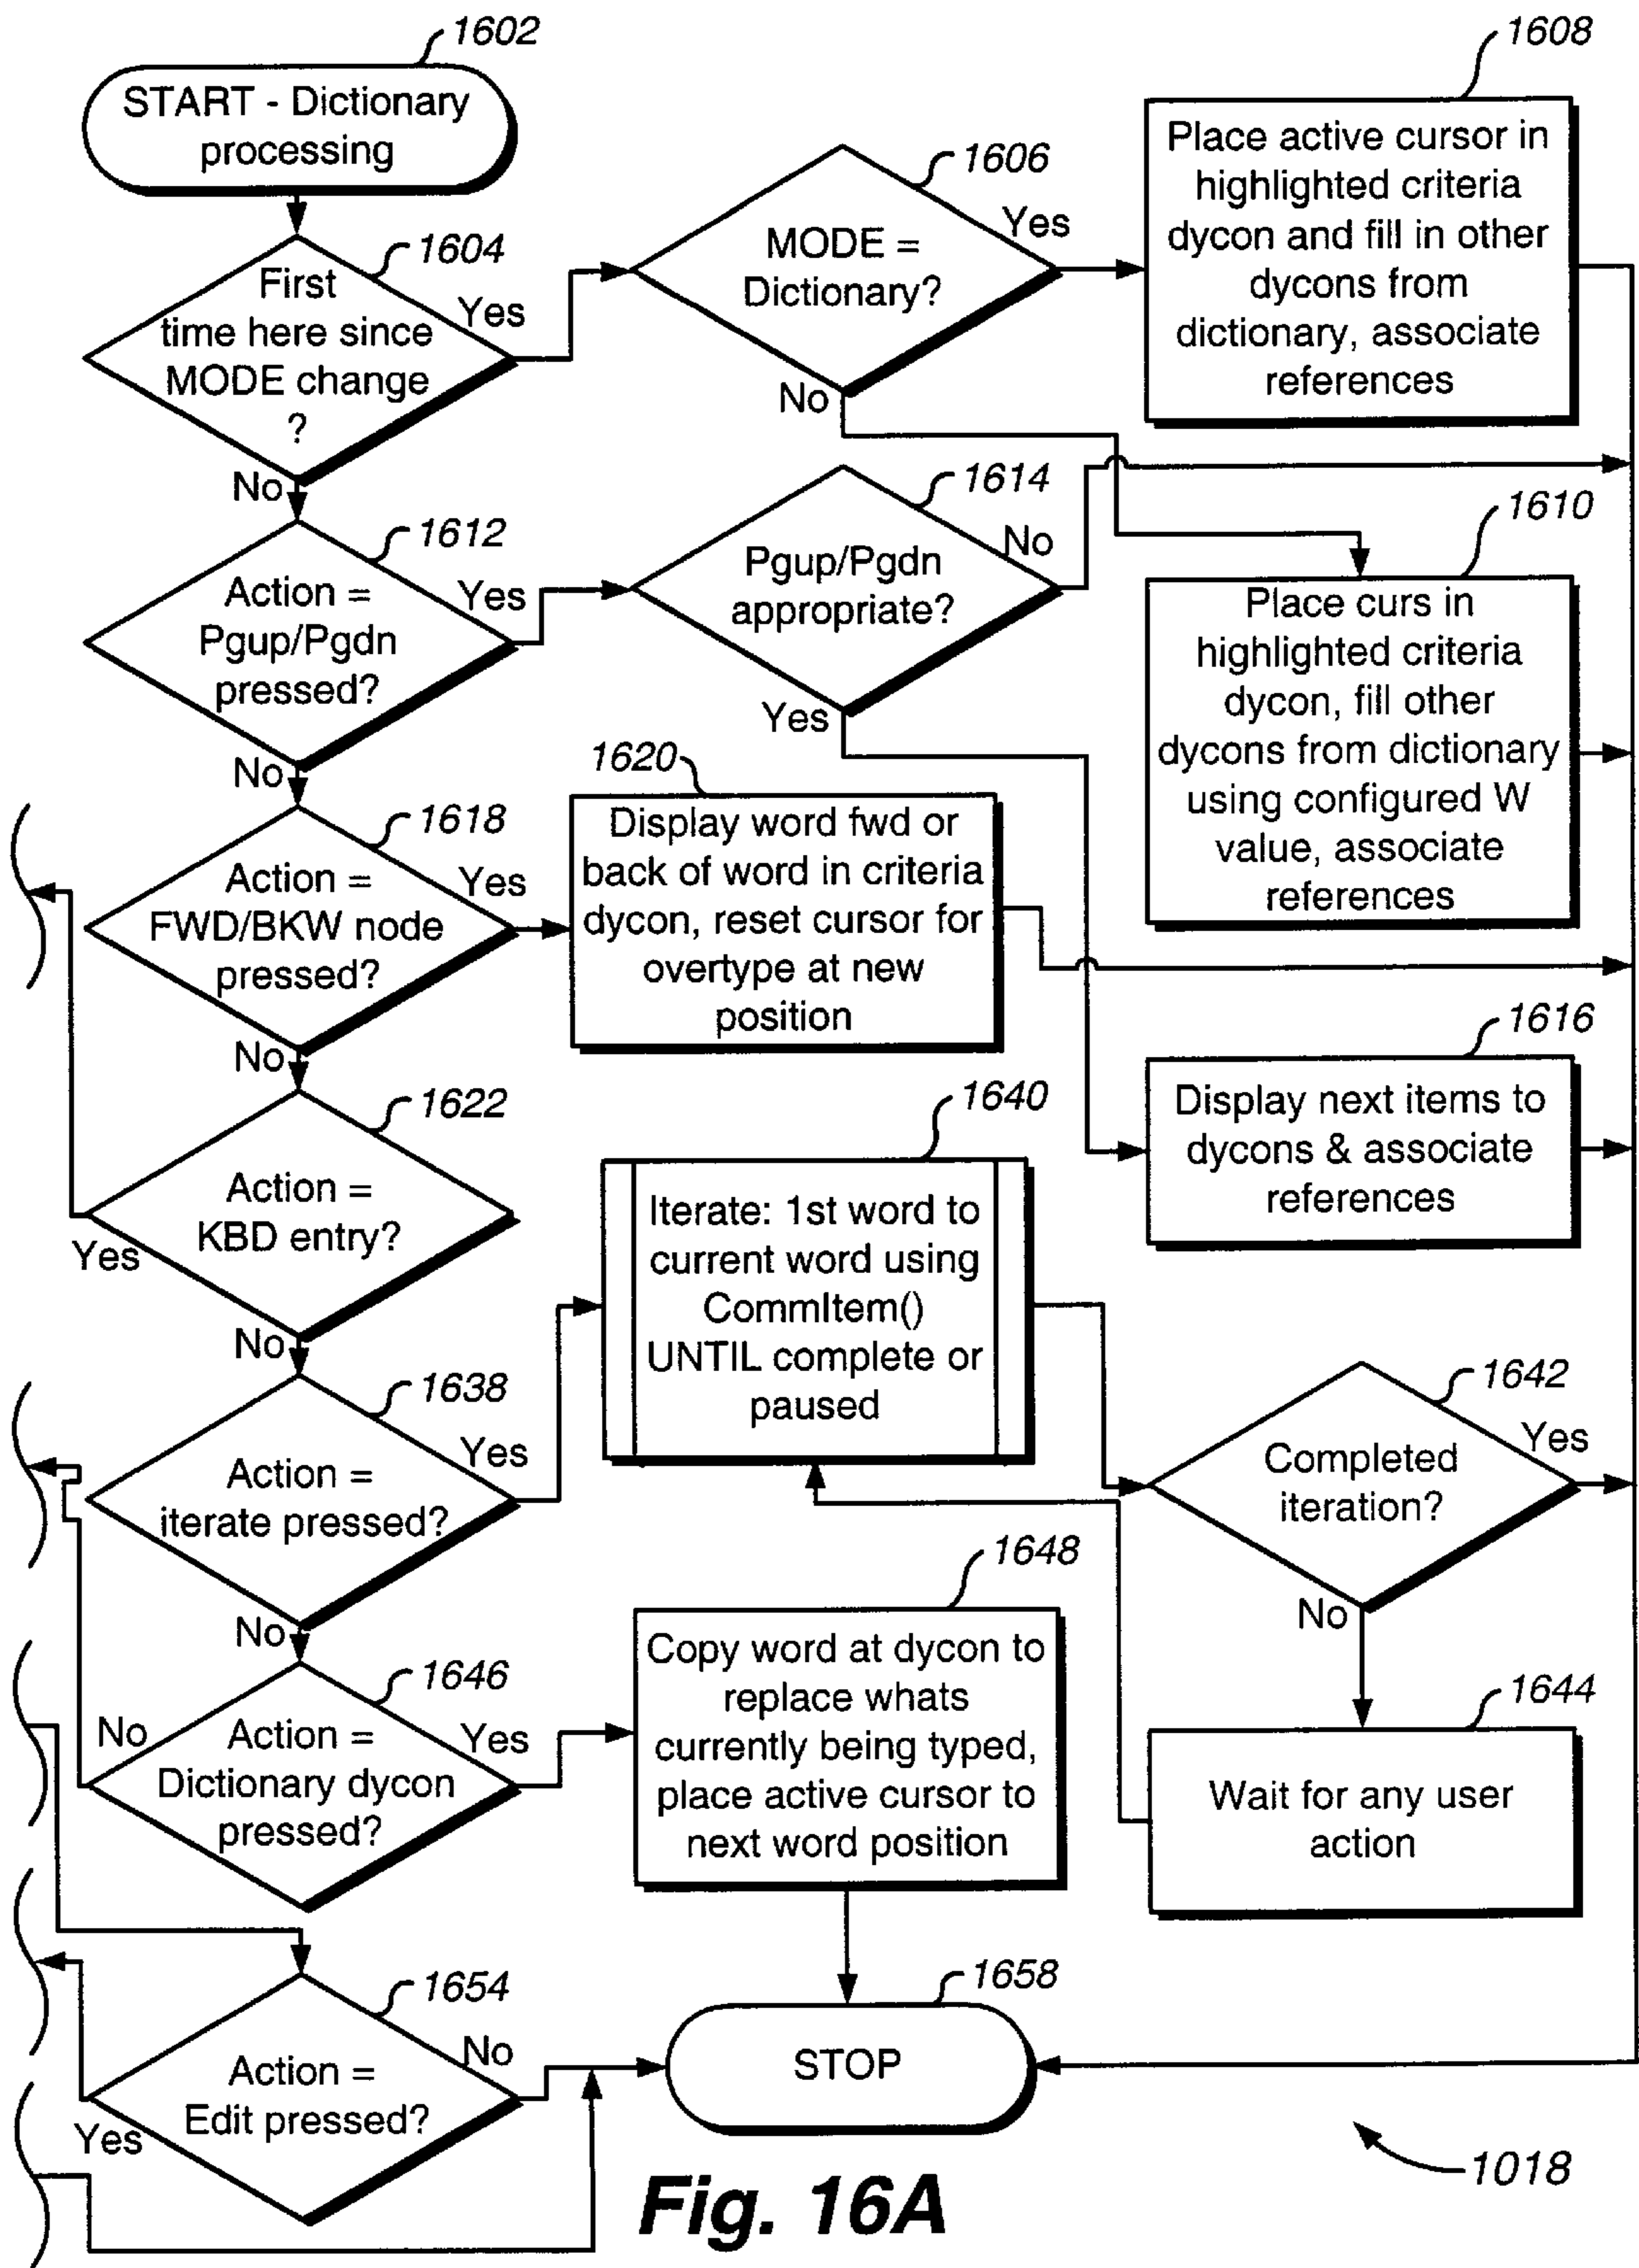 1602
START - Dictionary
processing
1604
First
time here since
MODE change
?
Yes
No
1606
MODE =
Dictionary?
Yes
No
1608
Place active cursor in
highlighted criteria
dycon and fill in other
dycons from
dictionary, associate
references
1612
Action =
Pgup/Pgdn
pressed?
Yes
No
1614
Pgup/Pgdn
appropriate?
No
Yes
1610
Place curs in
highlighted criteria
dycon, fill other
dycons from dictionary
using configured W
value, associate
references
1618
Action =
FWD/BKW node
pressed?
Yes
No
1620
Display word fwd or
back of word in criteria
dycon, reset cursor for
overtype at new
position
1616
Display next items to
dycons & associate
references
1622
Action =
KBD entry?
Yes
No
1640
Iterate: 1st word to
current word using
CommItem()
UNTIL complete or
paused
1638
Action =
iterate pressed?
Yes
No
1642
Completed
iteration?
Yes
No
1646
Action =
Dictionary dycon
pressed?
No
Yes
1648
Copy word at dycon to
replace whats
currently being typed,
place active cursor to
next word position
1644
Wait for any user
action
1654
Action =
Edit pressed?
No
Yes
1658
STOP
1018
Fig. 16A